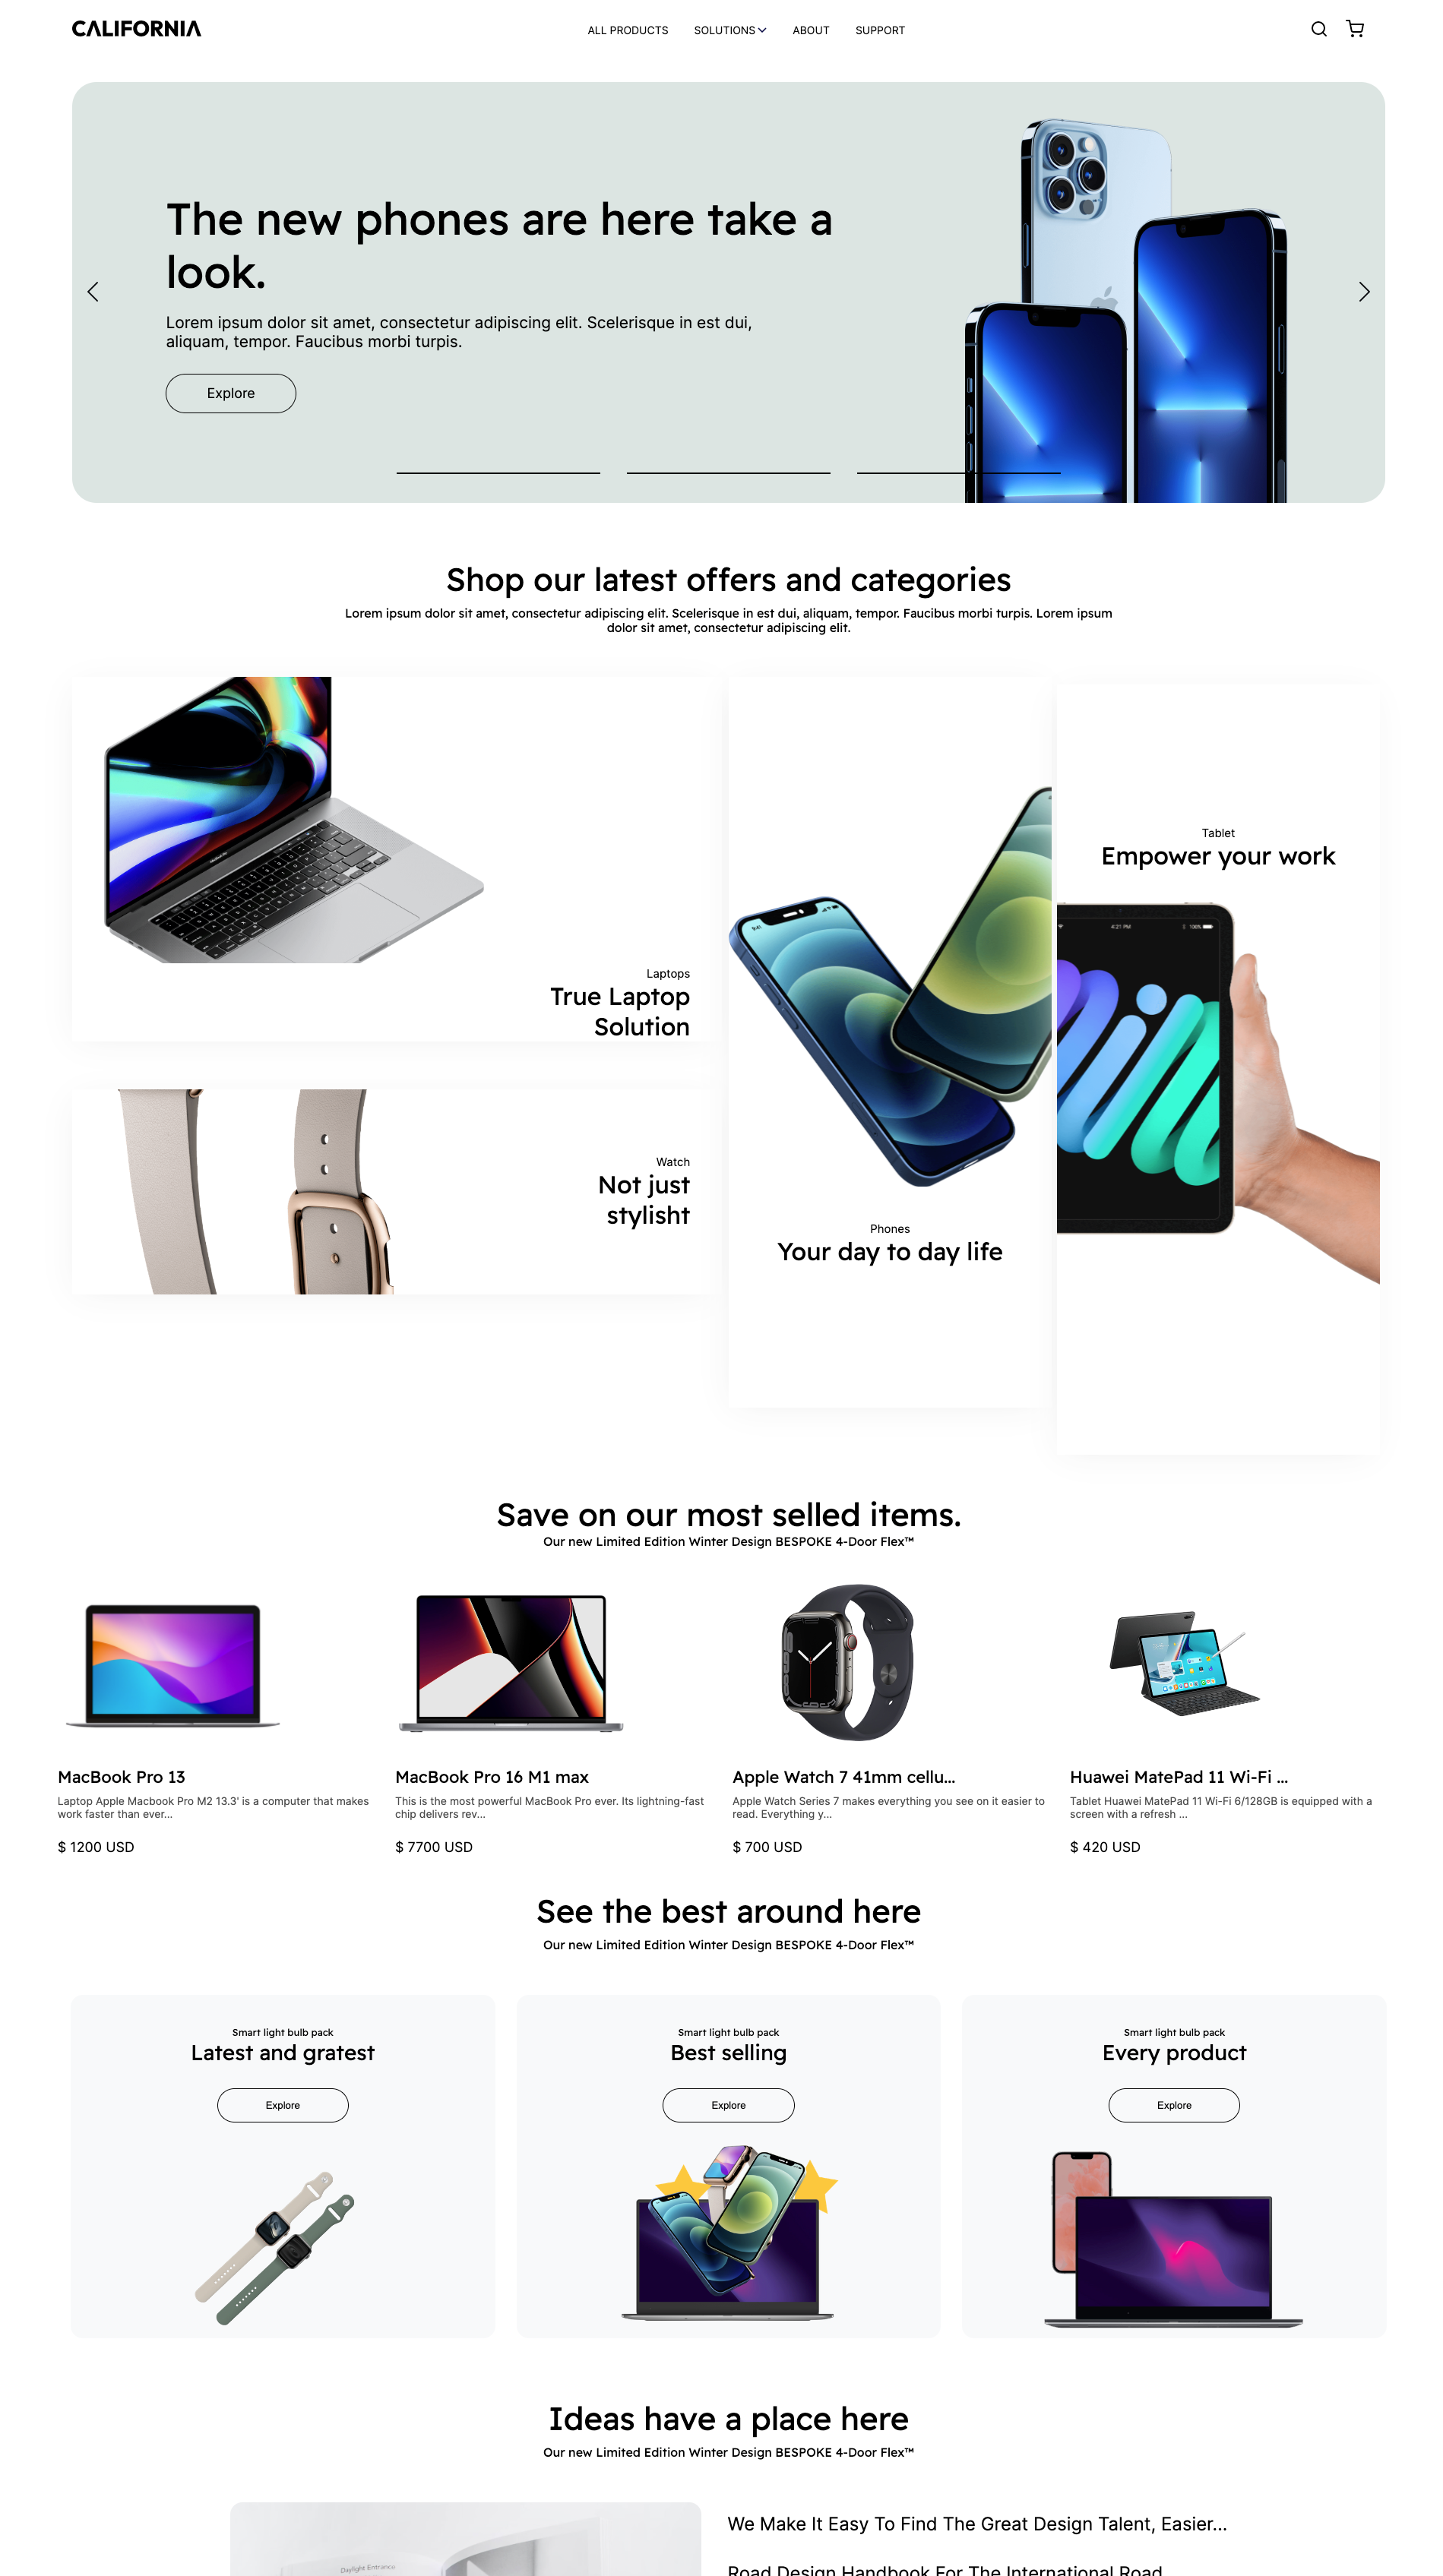 CALIFORNIA
ALL PRODUCTS
SOLUTIONS
ABOUT
SUPPORT
The new phones are here take a
look.
Lorem ipsum dolor sit amet, consectetur adipiscing elit. Scelerisque in est dui,
aliquam, tempor. Faucibus morbi turpis.
Explore
Shop our latest offers and categories
Lorem ipsum dolor sit amet, consectetur adipiscing elit. Scelerisque in est dui, aliquam, tempor. Faucibus morbi turpis. Lorem ipsum
dolor sit amet, consectetur adipiscing elit.
Laptops
True Laptop
Solution
Watch
Not just
stylisht
9:41
Phones
Your day to day life
Tablet
Empower your work
4:21 PM
100%
Save on our most selled items.
Our new Limited Edition Winter Design BESPOKE 4-Door Flex™
MacBook Pro 13
Laptop Apple Macbook Pro M2 13.3' is a computer that makes
work faster than ever...
$ 1200 USD
MacBook Pro 16 M1 max
This is the most powerful MacBook Pro ever. Its lightning-fast
chip delivers rev...
$ 7700 USD
Apple Watch 7 41mm cellu...
Apple Watch Series 7 makes everything you see on it easier to
read. Everything y...
$ 700 USD
Huawei MatePad 11 Wi-Fi ...
Tablet Huawei MatePad 11 Wi-Fi 6/128GB is equipped with a
screen with a refresh ...
$ 420 USD
See the best around here
Our new Limited Edition Winter Design BESPOKE 4-Door Flex™
Smart light bulb pack
Latest and gratest
Explore
Smart light bulb pack
Best selling
Explore
Smart light bulb pack
Every product
Explore
Ideas have a place here
Our new Limited Edition Winter Design BESPOKE 4-Door Flex™
Daylight Entrance
We Make It Easy To Find The Great Design Talent, Easier...
Road Design Handbook For The International Road